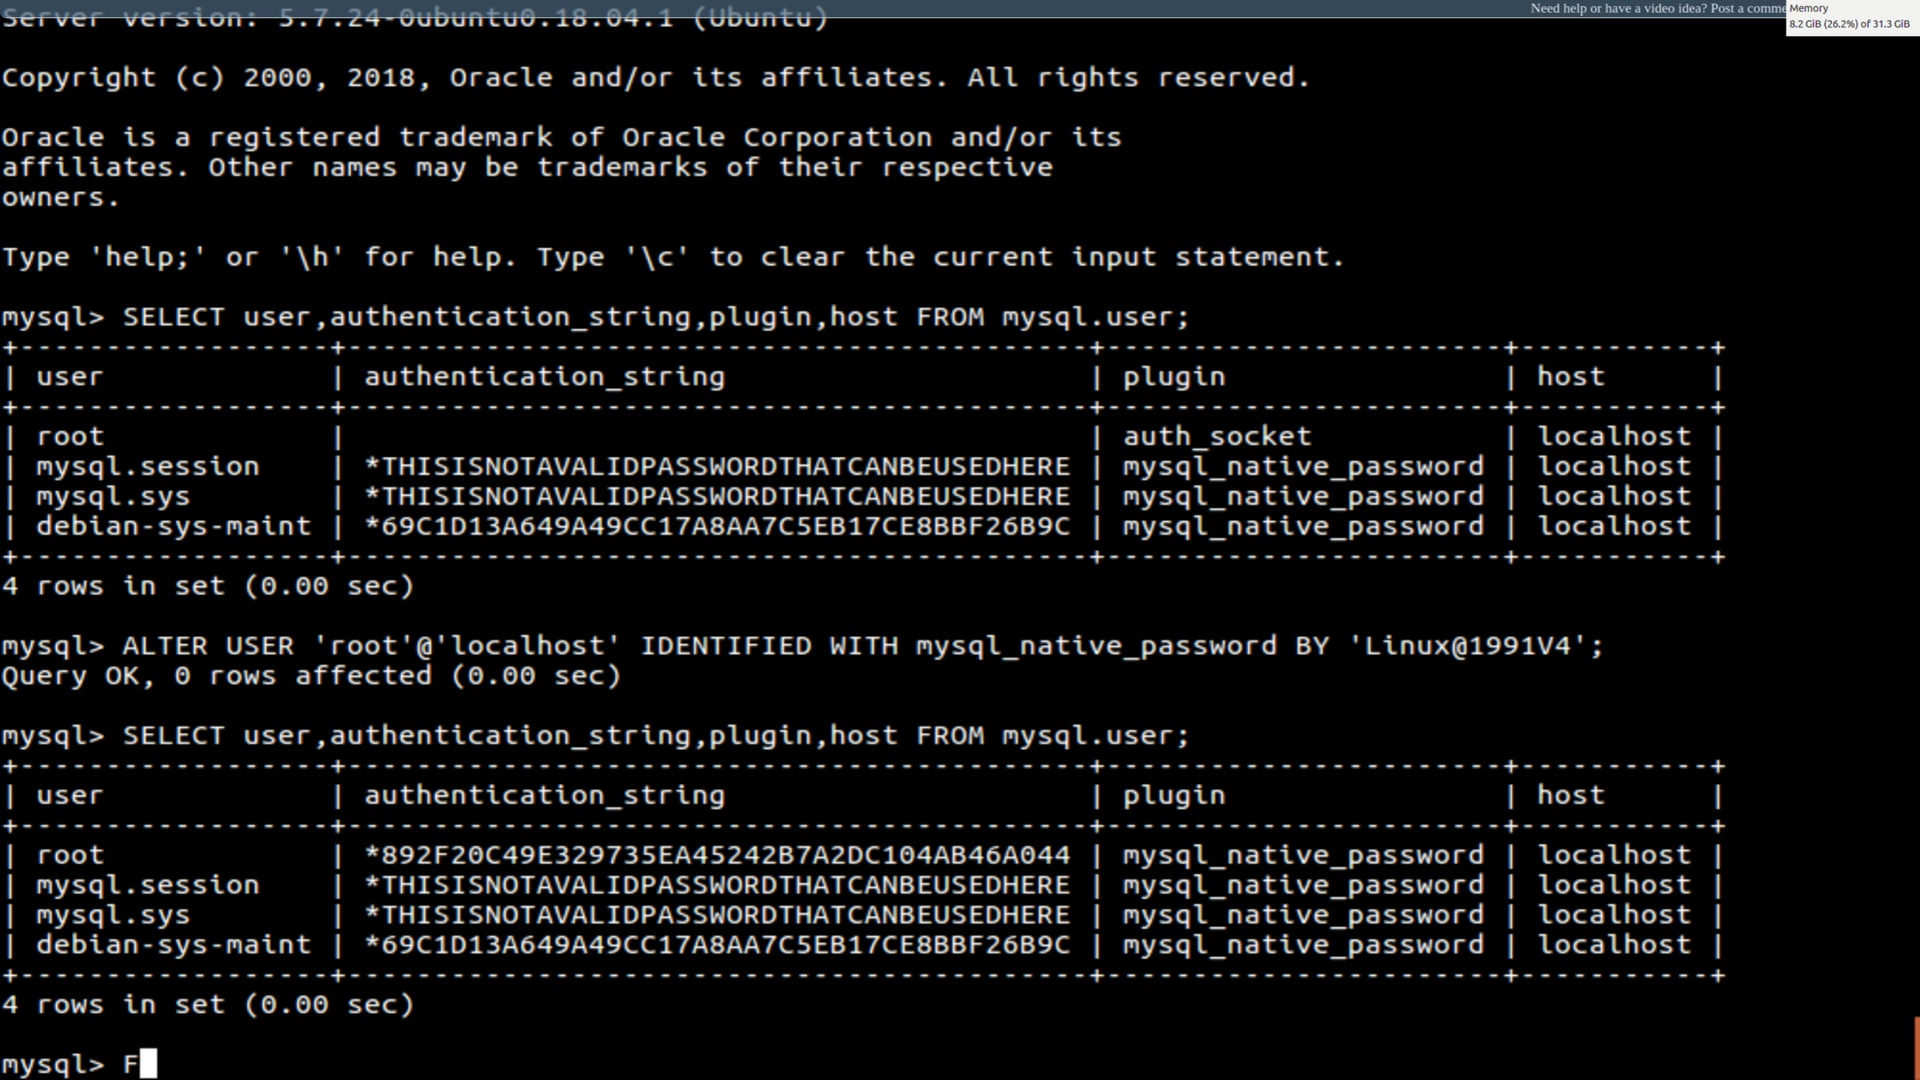 Server version: 5.7.24-0ubuntu0.18.04.1 (Ubuntu)
Need help or have a video idea? Post a comme
Memory
8.2 GiB (26.2%) of 31.3 GiB
Copyright (c) 2000, 2018, Oracle and/or its affiliates. All rights reserved.
Oracle is a registered trademark of Oracle Corporation and/or its
affiliates. Other names may be trademarks of their respective
owners.
Type 'help;' or '\h' for help. Type '\c' to clear the current input statement.
mysql> SELECT user,authentication_string,plugin,host FROM mysql.user;
+------------------+-------------------------------------------+-----------------------+-----------+
| user             | authentication_string                     | plugin                | host      |
+------------------+-------------------------------------------+-----------------------+-----------+
| root             |                                           | auth_socket           | localhost |
| mysql.session    | *THISISNOTAVALIDPASSWORDTHATCANBEUSEDHERE | mysql_native_password | localhost |
| mysql.sys        | *THISISNOTAVALIDPASSWORDTHATCANBEUSEDHERE | mysql_native_password | localhost |
| debian-sys-maint | *69C1D13A649A49CC17A8AA7C5EB17CE8BBF26B9C | mysql_native_password | localhost |
+------------------+-------------------------------------------+-----------------------+-----------+
4 rows in set (0.00 sec)
mysql> ALTER USER 'root'@'localhost' IDENTIFIED WITH mysql_native_password BY 'Linux@1991V4';
Query OK, 0 rows affected (0.00 sec)
mysql> SELECT user,authentication_string,plugin,host FROM mysql.user;
+------------------+-------------------------------------------+-----------------------+-----------+
| user             | authentication_string                     | plugin                | host      |
+------------------+-------------------------------------------+-----------------------+-----------+
| root             | *892F20C49E329735EA45242B7A2DC104AB46A044 | mysql_native_password | localhost |
| mysql.session    | *THISISNOTAVALIDPASSWORDTHATCANBEUSEDHERE | mysql_native_password | localhost |
| mysql.sys        | *THISISNOTAVALIDPASSWORDTHATCANBEUSEDHERE | mysql_native_password | localhost |
| debian-sys-maint | *69C1D13A649A49CC17A8AA7C5EB17CE8BBF26B9C | mysql_native_password | localhost |
+------------------+-------------------------------------------+-----------------------+-----------+
4 rows in set (0.00 sec)
mysql> F